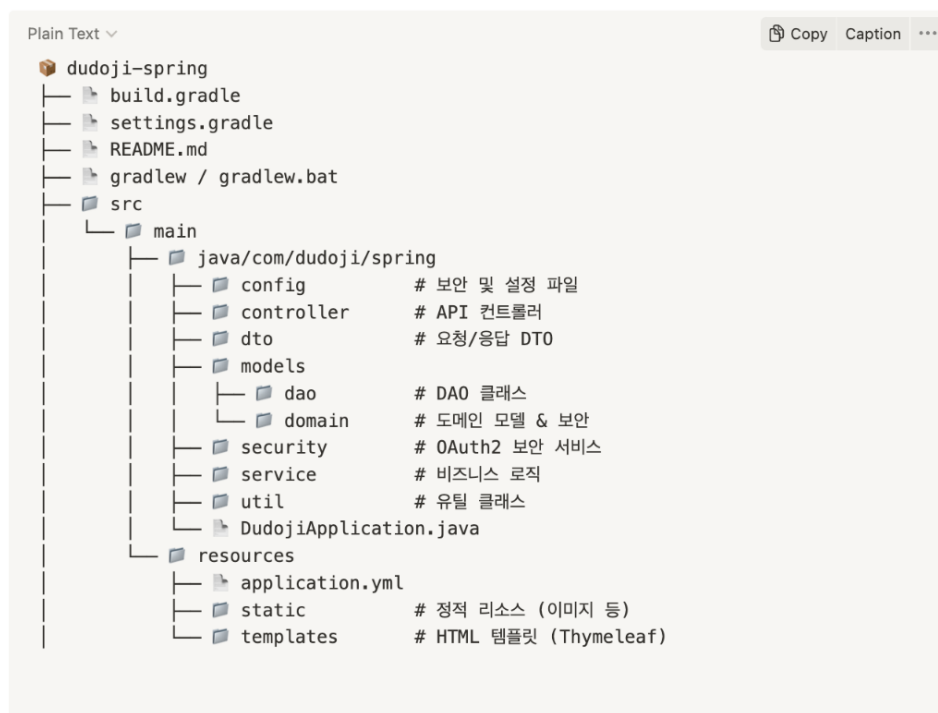 Plain Text
Copy Caption
📦 dudoji-spring
├── 📄 build.gradle
├── 📄 settings.gradle
├── 📄 README.md
├── 📄 gradlew / gradlew.bat
├── 📁 src
│   └── 📁 main
│       ├── 📁 java/com/dudoji/spring
│       │   ├── 📁 config          # 보안 및 설정 파일
│       │   ├── 📁 controller      # API 컨트롤러
│       │   ├── 📁 dto             # 요청/응답 DTO
│       │   ├── 📁 models
│       │   │   ├── 📁 dao         # DAO 클래스
│       │   │   └── 📁 domain      # 도메인 모델 & 보안
│       │   ├── 📁 security        # OAuth2 보안 서비스
│       │   ├── 📁 service         # 비즈니스 로직
│       │   ├── 📁 util            # 유틸 클래스
│       │   └── 📄 DudojiApplication.java
│       └── 📁 resources
│           ├── 📄 application.yml
│           ├── 📁 static          # 정적 리소스 (이미지 등)
│           └── 📁 templates       # HTML 템플릿 (Thymeleaf)